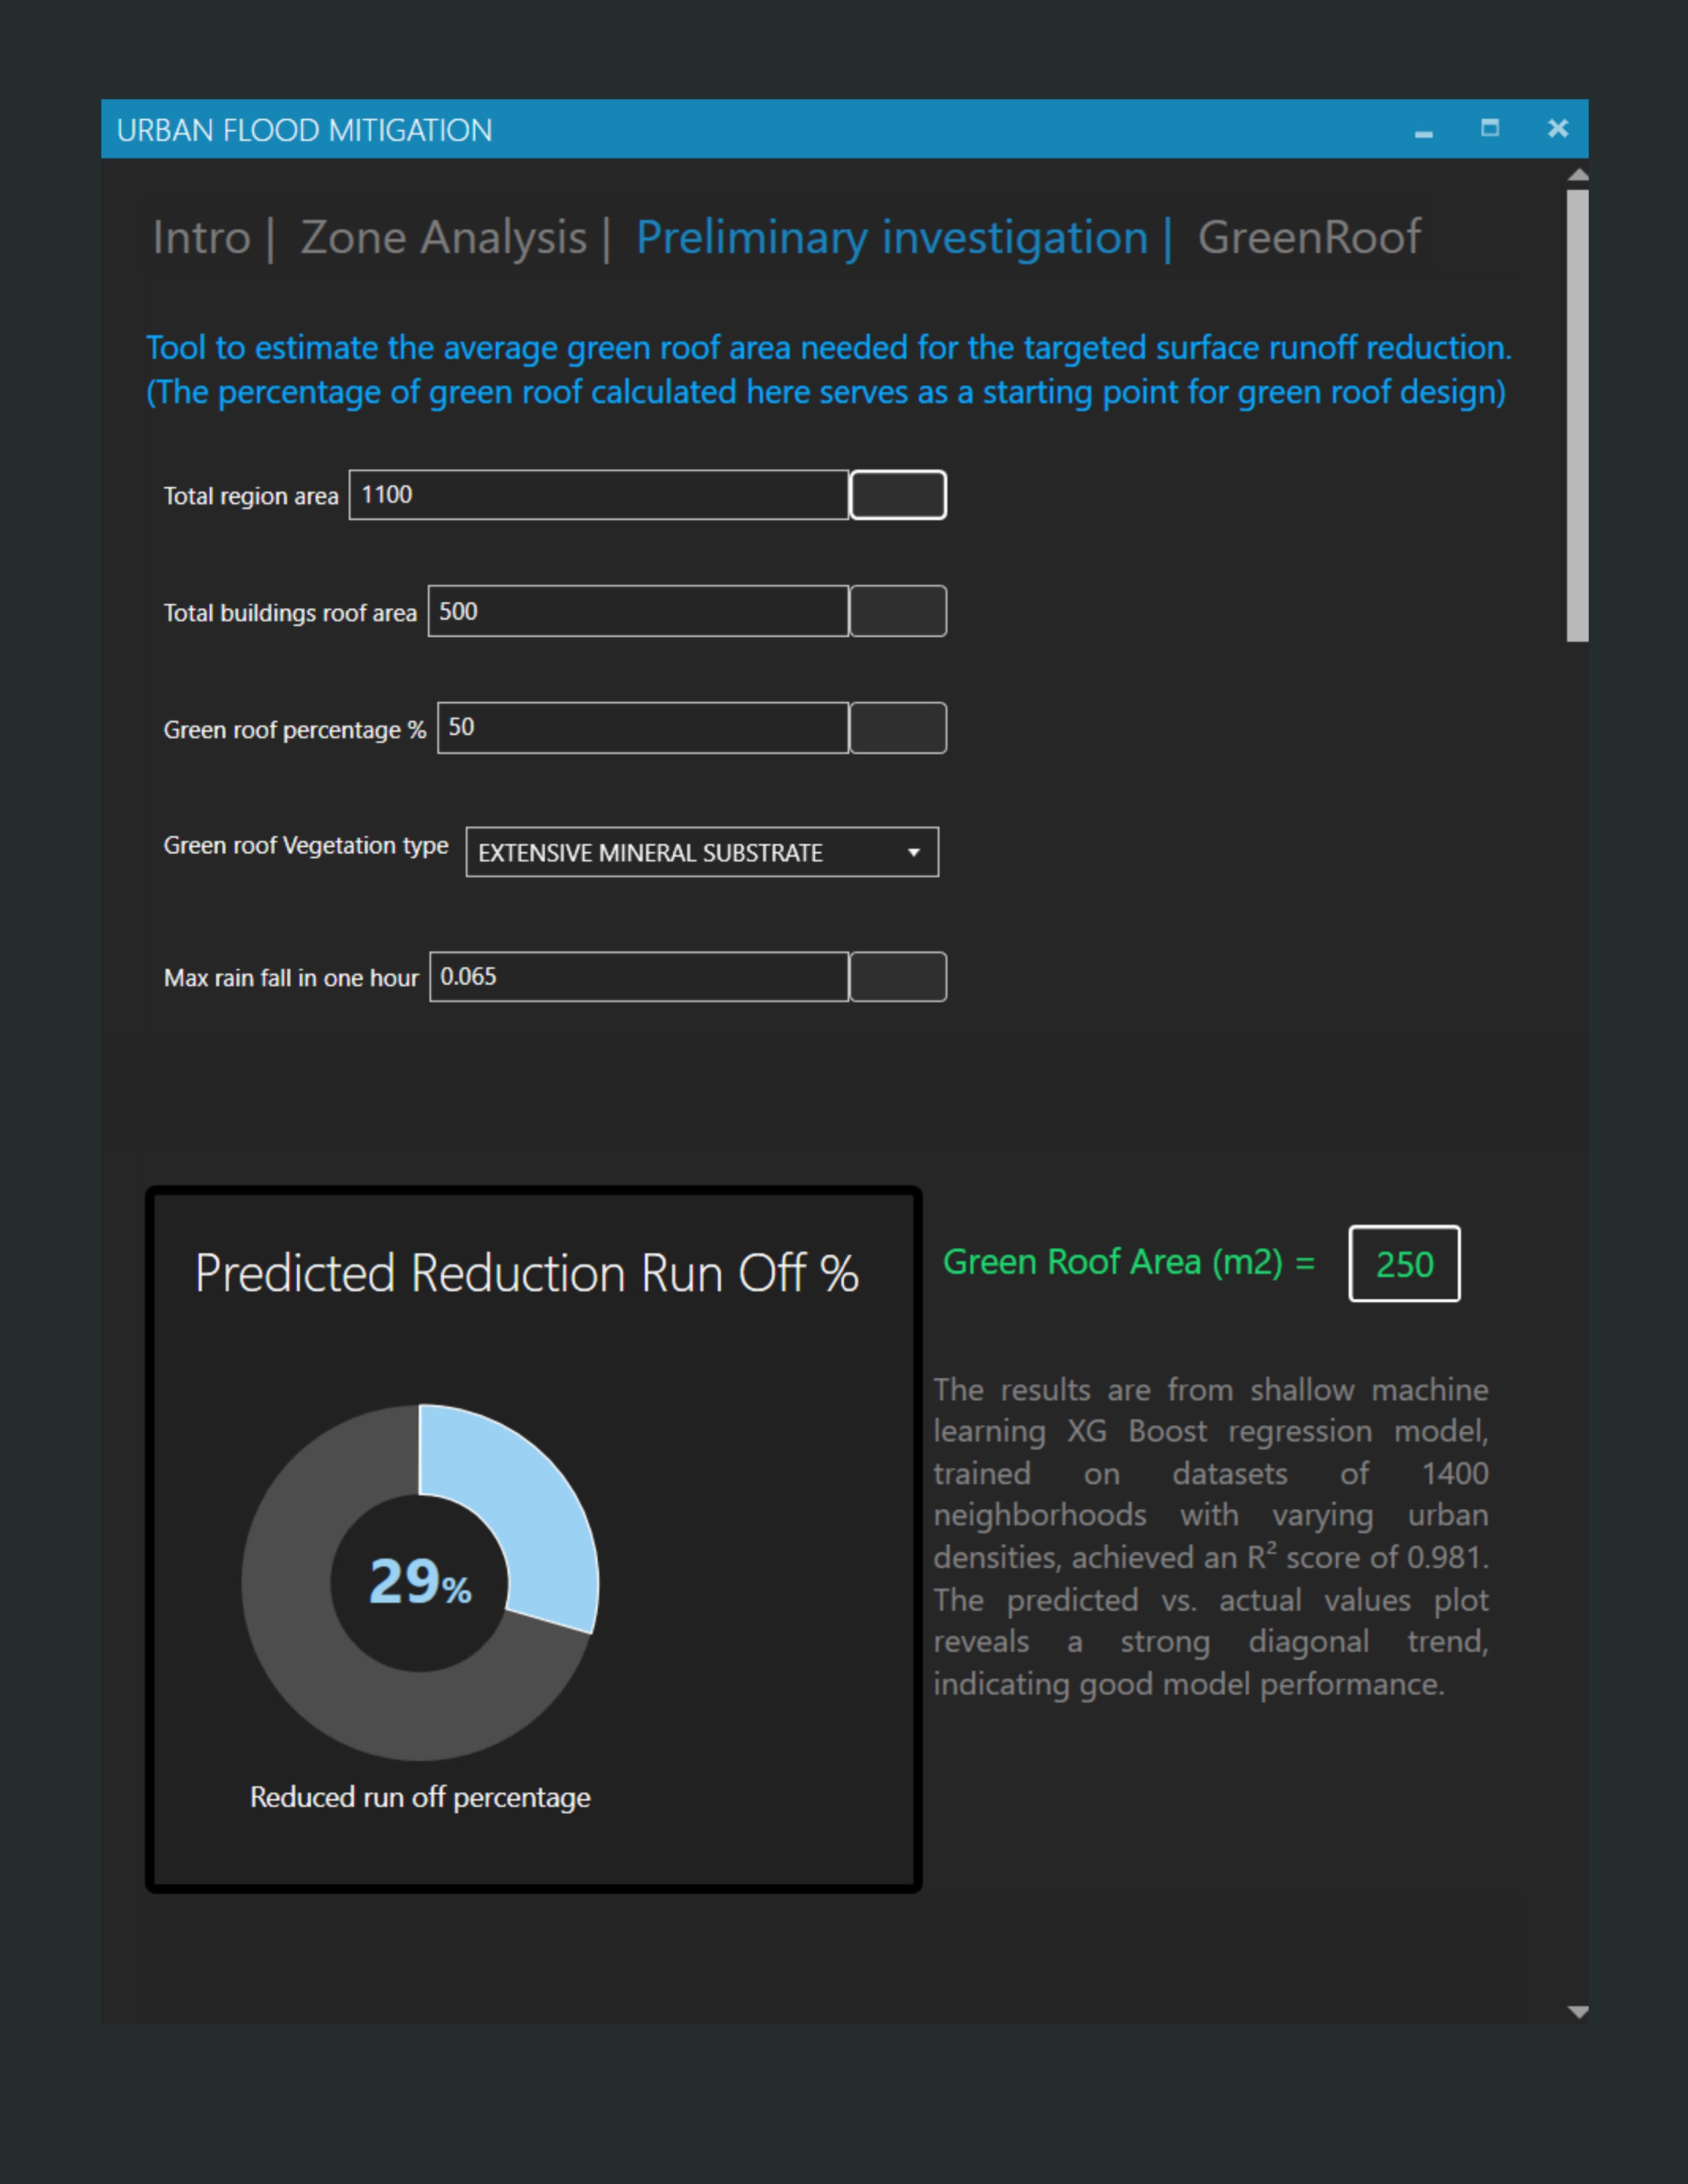 URBAN FLOOD MITIGATION
Intro | Zone Analysis | Preliminary investigation | GreenRoof
Tool to estimate the average green roof area needed for the targeted surface runoff reduction.
(The percentage of green roof calculated here serves as a starting point for green roof design)
Total region area 1100
Total buildings roof area 500
Green roof percentage % 50
Green roof Vegetation type EXTENSIVE MINERAL SUBSTRATE
Max rain fall in one hour 0.065
Predicted Reduction Run Off %
29%
Reduced run off percentage
Green Roof Area (m2) = 250
The results are from shallow machine
learning XG Boost regression model,
trained on datasets of 1400
neighborhoods with varying urban
densities, achieved an R² score of 0.981.
The predicted vs. actual values plot
reveals a strong diagonal trend,
indicating good model performance.